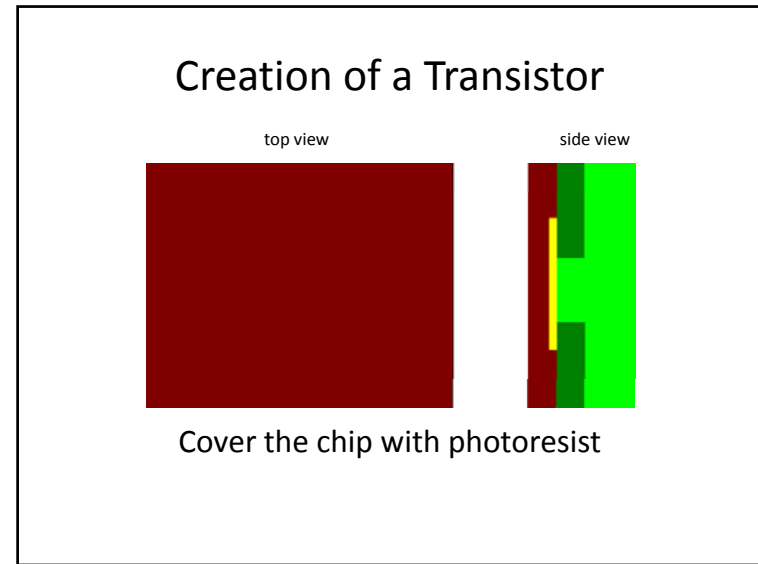 Creation of a Transistor
top view side view
Cover the chip with photoresist